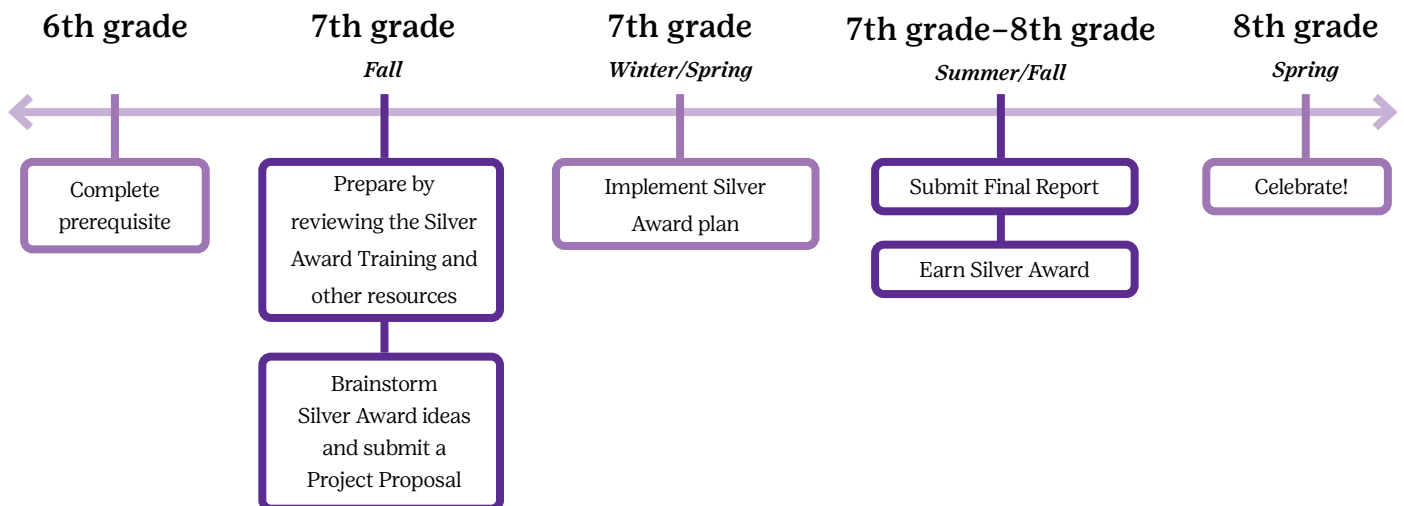 6th grade
7th grade
Fall
7th grade
Winter/Spring
7th grade–8th grade
Summer/Fall
8th grade
Spring
Complete
prerequisite
Prepare by
reviewing the Silver
Award Training and
other resources
Brainstorm
Silver Award ideas
and submit a
Project Proposal
Implement Silver
Award plan
Submit Final Report
Earn Silver Award
Celebrate!